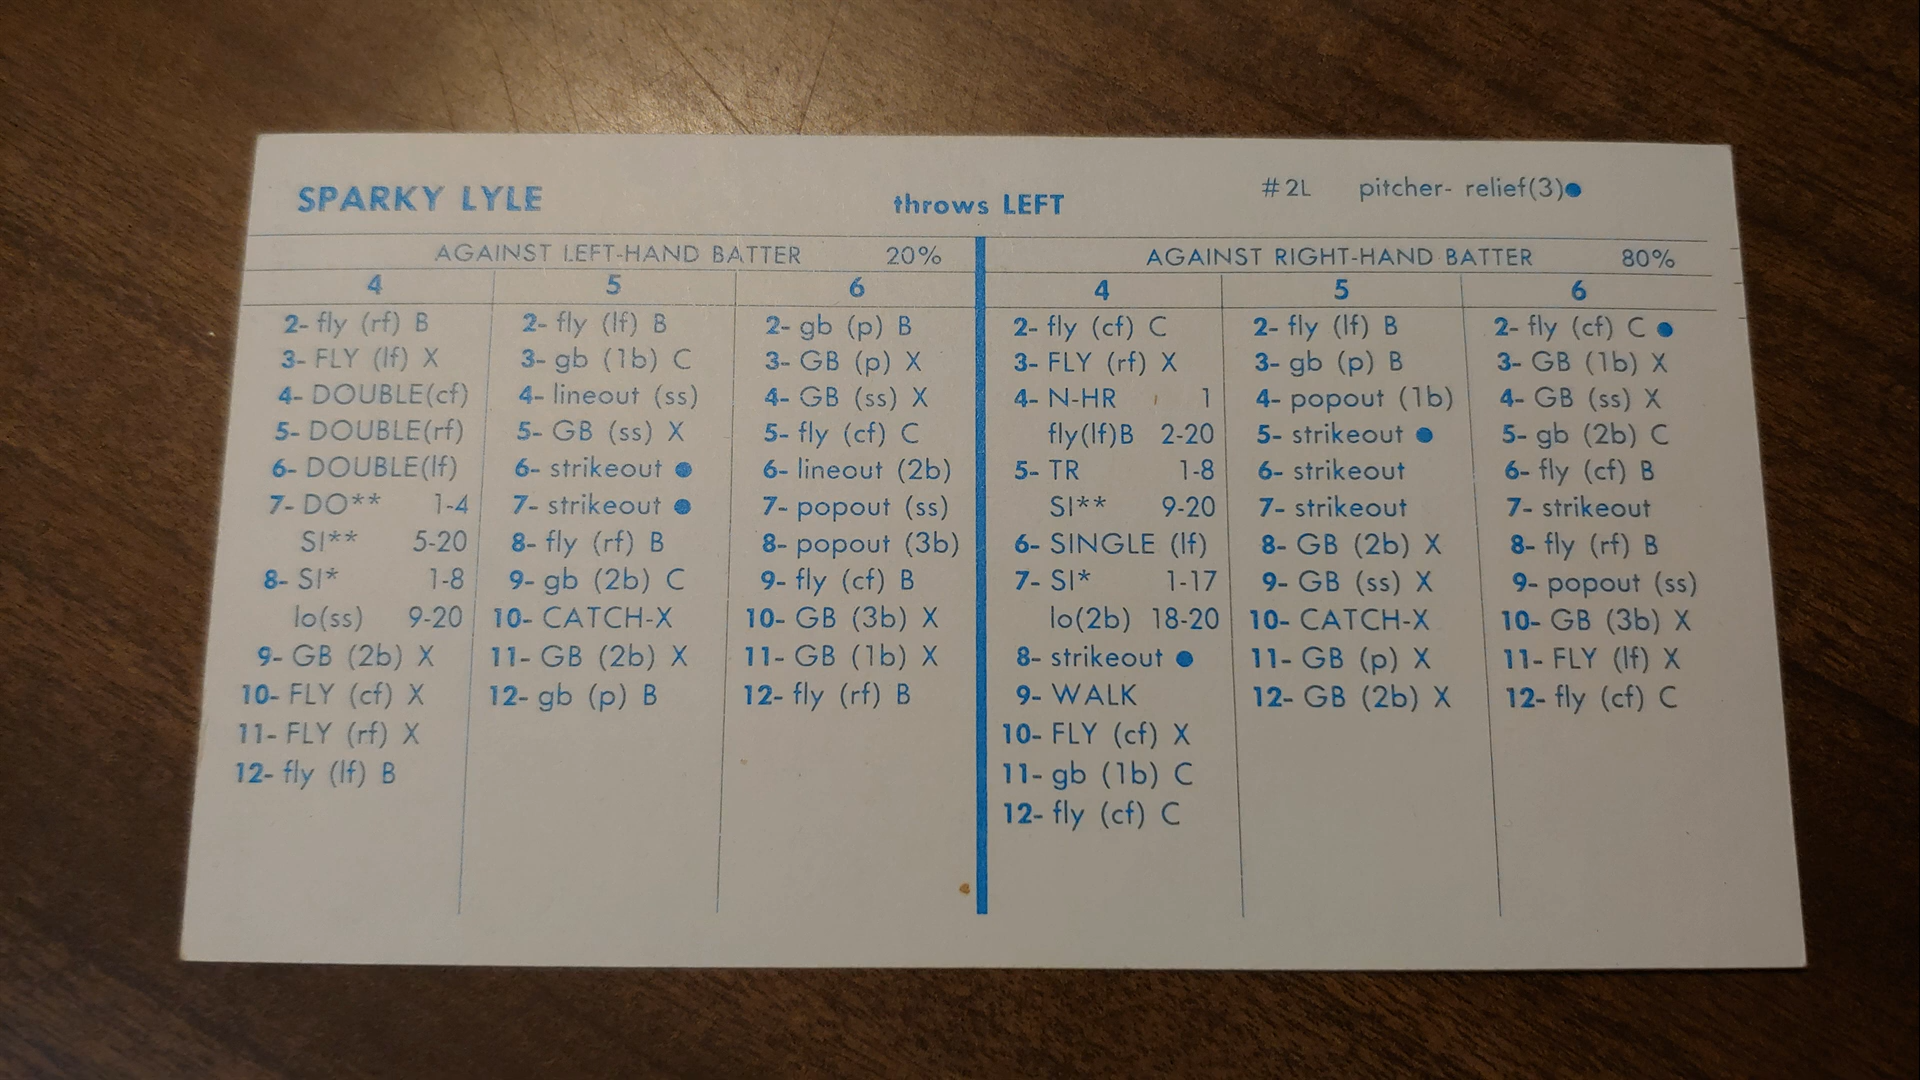 SPARKY LYLE throws LEFT #2L pitcher- relief(3)●
AGAINST LEFT-HAND BATTER 20%
4
2- fly (rf) B
3- FLY (lf) X
4- DOUBLE(cf)
5- DOUBLE(rf)
6- DOUBLE(lf)
7- DO** 1-4
SI** 5-20
8- SI* 1-8
lo(ss) 9-20
9- GB (2b) X
10- FLY (cf) X
11- FLY (rf) X
12- fly (lf) B
5
2- fly (lf) B
3- gb (1b) C
4- lineout (ss)
5- GB (ss) X
6- strikeout ●
7- strikeout ●
8- fly (rf) B
9- gb (2b) C
10- CATCH-X
11- GB (2b) X
12- gb (p) B
6
2- gb (p) B
3- GB (p) X
4- GB (ss) X
5- fly (cf) C
6- lineout (2b)
7- popout (ss)
8- popout (3b)
9- fly (cf) B
10- GB (3b) X
11- GB (1b) X
12- fly (rf) B
AGAINST RIGHT-HAND BATTER 80%
4
2- fly (cf) C
3- FLY (rf) X
4- N-HR 1
fly(lf)B 2-20
5- TR 1-8
SI** 9-20
6- SINGLE (lf)
7- SI* 1-17
lo(2b) 18-20
8- strikeout ●
9- WALK
10- FLY (cf) X
11- gb (1b) C
12- fly (cf) C
5
2- fly (lf) B
3- gb (p) B
4- popout (1b)
5- strikeout ●
6- strikeout
7- strikeout
8- GB (2b) X
9- GB (ss) X
10- CATCH-X
11- GB (p) X
12- GB (2b) X
6
2- fly (cf) C ●
3- GB (1b) X
4- GB (ss) X
5- gb (2b) C
6- fly (cf) B
7- strikeout
8- fly (rf) B
9- popout (ss)
10- GB (3b) X
11- FLY (lf) X
12- fly (cf) C